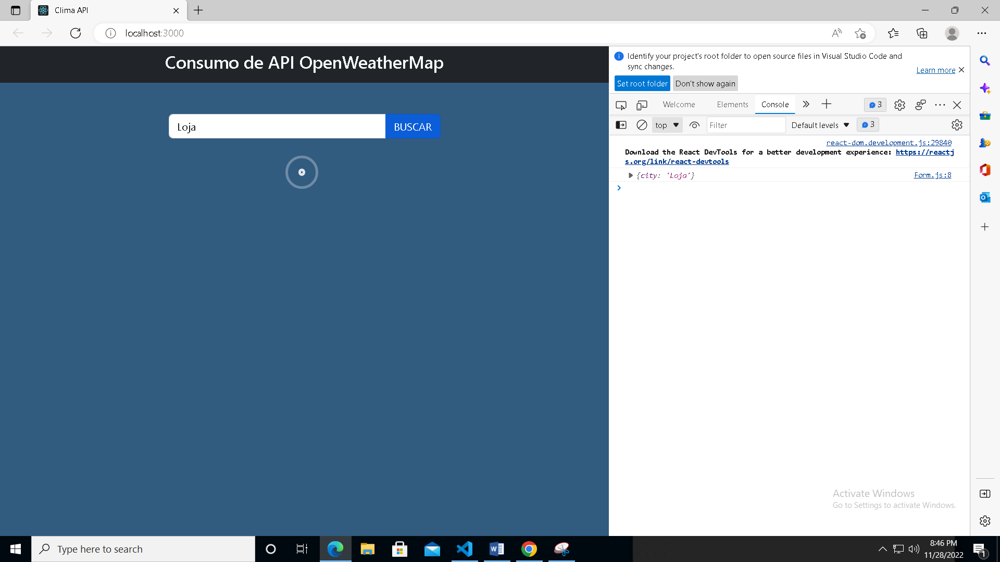 Clima API
localhost:3000
Consumo de API OpenWeatherMap
Loja
BUSCAR
Identify your project's root folder to open source files in Visual Studio Code and
sync changes.
Learn more
Set root folder
Don't show again
Welcome
Elements
Console
3
top
Filter
Default levels
3
react-dom.development.js:29840
Download the React DevTools for a better development experience: https://reactj
s.org/link/react-devtools
{city: 'Loja'}
Form.js:8
Activate Windows
Go to Settings to activate Windows.
Type here to search
8:46 PM
11/28/2022
1